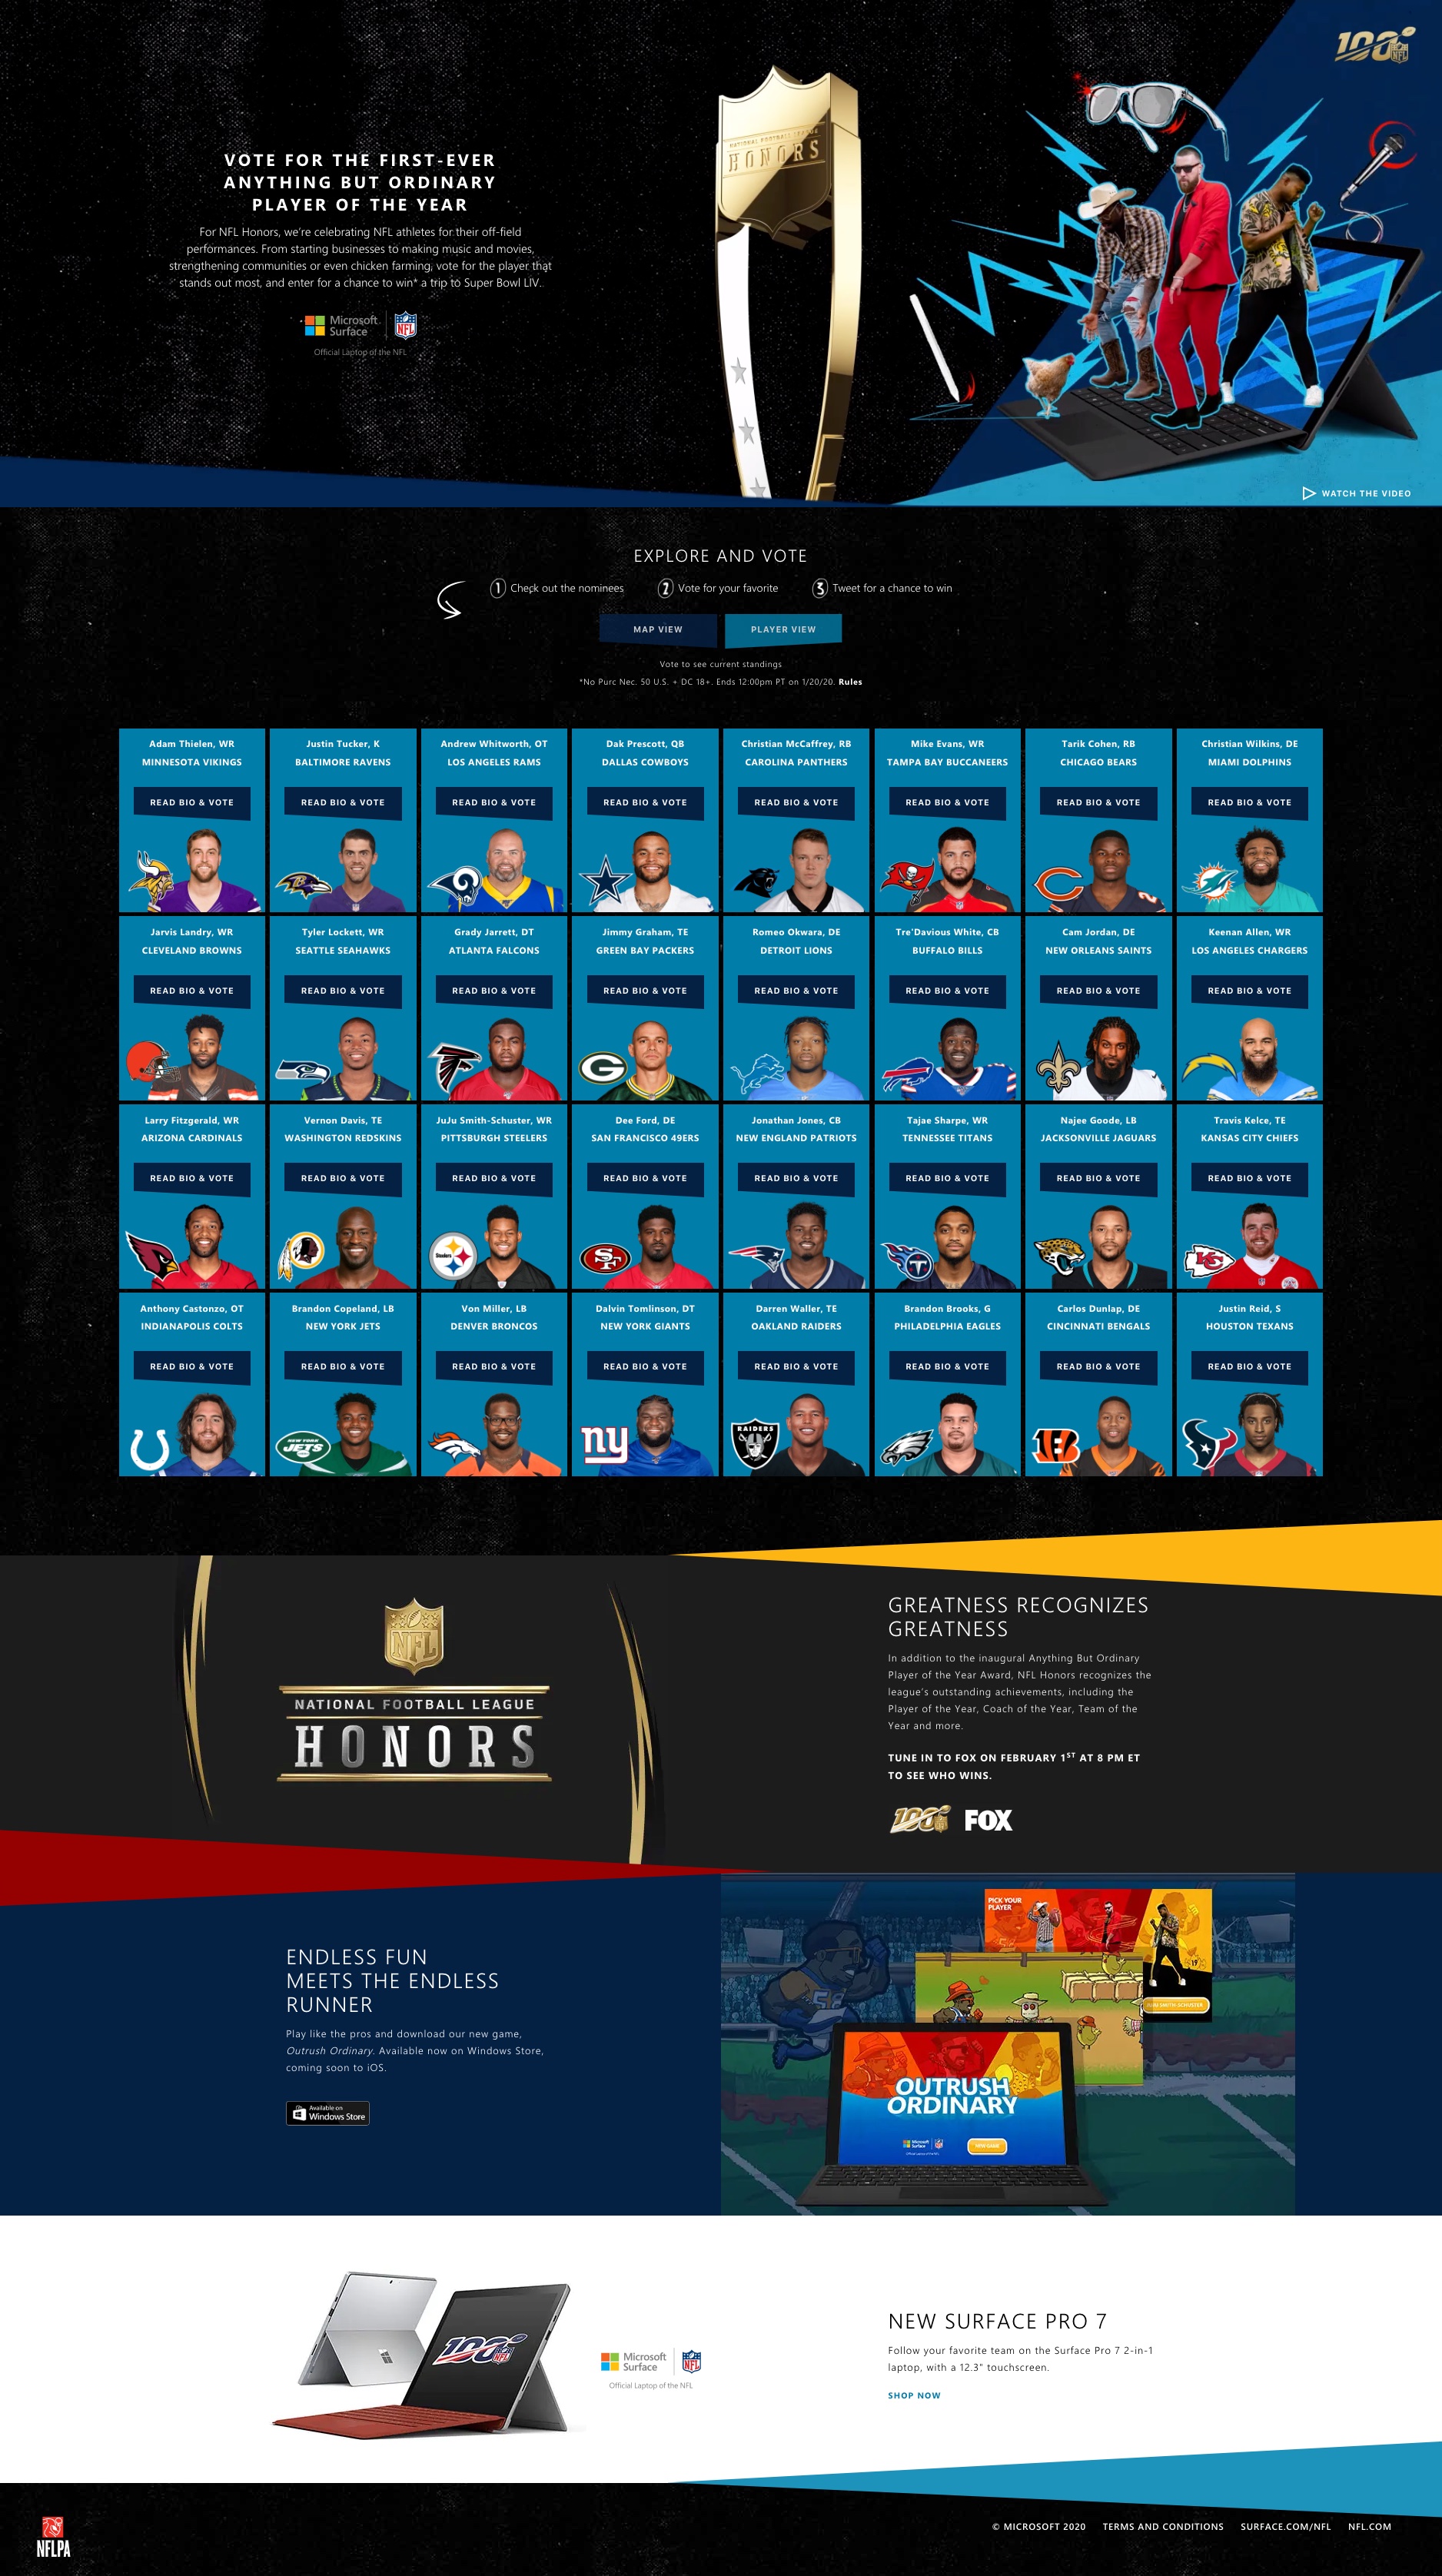 100
NFL
NATIONAL FOOTBALL LEAGUE
HONORS
VOTE FOR THE FIRST-EVER
ANYTHING BUT ORDINARY
PLAYER OF THE YEAR
For NFL Honors, we're celebrating NFL athletes for their off-field
performances. From starting businesses to making music and movies,
strengthening communities or even chicken farming, vote for the player that
stands out most, and enter for a chance to win* a trip to Super Bowl LIV.
Microsoft
Surface
NFL
Official Laptop of the NFL
WATCH THE VIDEO
EXPLORE AND VOTE
1 Check out the nominees 2 Vote for your favorite 3 Tweet for a chance to win
MAP VIEW PLAYER VIEW
Vote to see current standings
*No Purc Nec. 50 U.S. + DC 18+. Ends 12:00pm PT on 1/20/20. Rules
Adam Thielen, WR Justin Tucker, K Andrew Whitworth, OT Dak Prescott, QB Christian McCaffrey, RB Mike Evans, WR Tarik Cohen, RB Christian Wilkins, DE
MINNESOTA VIKINGS BALTIMORE RAVENS LOS ANGELES RAMS DALLAS COWBOYS CAROLINA PANTHERS TAMPA BAY BUCCANEERS CHICAGO BEARS MIAMI DOLPHINS
READ BIO & VOTE READ BIO & VOTE READ BIO & VOTE READ BIO & VOTE READ BIO & VOTE READ BIO & VOTE READ BIO & VOTE READ BIO & VOTE
Jarvis Landry, WR Tyler Lockett, WR Grady Jarrett, DT Jimmy Graham, TE Romeo Okwara, DE Tre'Davious White, CB Cam Jordan, DE Keenan Allen, WR
CLEVELAND BROWNS SEATTLE SEAHAWKS ATLANTA FALCONS GREEN BAY PACKERS DETROIT LIONS BUFFALO BILLS NEW ORLEANS SAINTS LOS ANGELES CHARGERS
READ BIO & VOTE READ BIO & VOTE READ BIO & VOTE READ BIO & VOTE READ BIO & VOTE READ BIO & VOTE READ BIO & VOTE READ BIO & VOTE
G
Larry Fitzgerald, WR Vernon Davis, TE JuJu Smith-Schuster, WR Dee Ford, DE Jonathan Jones, CB Tajae Sharpe, WR Najee Goode, LB Travis Kelce, TE
ARIZONA CARDINALS WASHINGTON REDSKINS PITTSBURGH STEELERS SAN FRANCISCO 49ERS NEW ENGLAND PATRIOTS TENNESSEE TITANS JACKSONVILLE JAGUARS KANSAS CITY CHIEFS
READ BIO & VOTE READ BIO & VOTE READ BIO & VOTE READ BIO & VOTE READ BIO & VOTE READ BIO & VOTE READ BIO & VOTE READ BIO & VOTE
Steelers SF T KC
Anthony Castonzo, OT Brandon Copeland, LB Von Miller, LB Dalvin Tomlinson, DT Darren Waller, TE Brandon Brooks, G Carlos Dunlap, DE Justin Reid, S
INDIANAPOLIS COLTS NEW YORK JETS DENVER BRONCOS NEW YORK GIANTS OAKLAND RAIDERS PHILADELPHIA EAGLES CINCINNATI BENGALS HOUSTON TEXANS
READ BIO & VOTE READ BIO & VOTE READ BIO & VOTE READ BIO & VOTE READ BIO & VOTE READ BIO & VOTE READ BIO & VOTE READ BIO & VOTE
NEW YORK JETS ny RAIDERS B
NFL
NATIONAL FOOTBALL LEAGUE
HONORS
GREATNESS RECOGNIZES
GREATNESS
In addition to the inaugural Anything But Ordinary
Player of the Year Award, NFL Honors recognizes the
league's outstanding achievements, including the
Player of the Year, Coach of the Year, Team of the
Year and more.
TUNE IN TO FOX ON FEBRUARY 1ST AT 8 PM ET
TO SEE WHO WINS.
100 FOX
ENDLESS FUN
MEETS THE ENDLESS
RUNNER
Play like the pros and download our new game,
Outrush Ordinary. Available now on Windows Store,
coming soon to iOS.
Available on
Windows Store
PICK YOUR
PLAYER
JUJU SMITH-SCHUSTER
OUTRUSH
ORDINARY
Microsoft
Surface
NEW GAME
100
NFL
Microsoft
Surface
NFL
Official Laptop of the NFL
NEW SURFACE PRO 7
Follow your favorite team on the Surface Pro 7 2-in-1
laptop, with a 12.3" touchscreen.
SHOP NOW
NFLPA
© MICROSOFT 2020 TERMS AND CONDITIONS SURFACE.COM/NFL NFL.COM